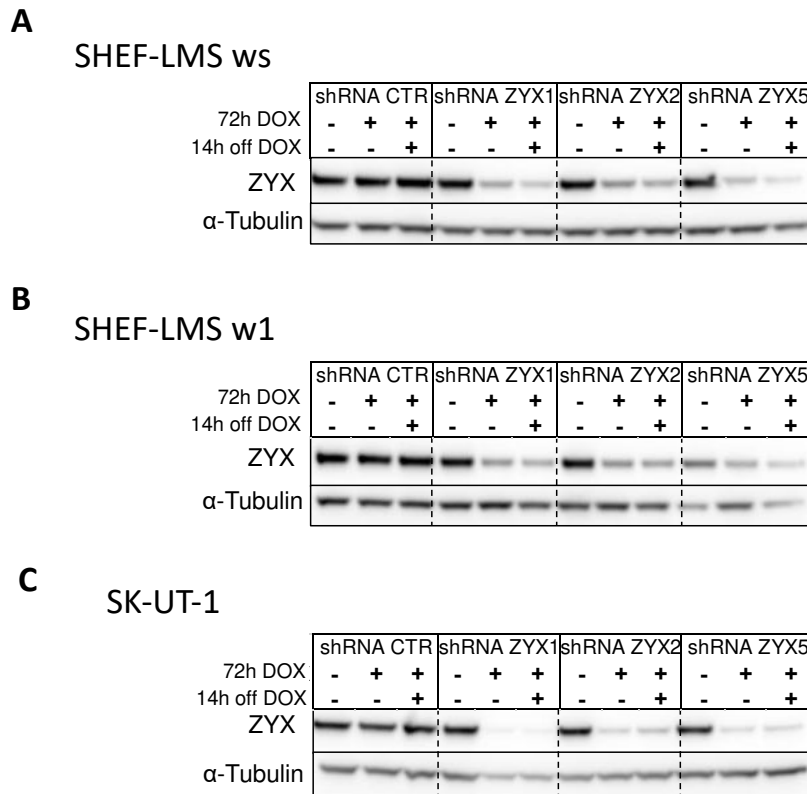 A
SHEF-LMS ws
shRNA CTR shRNA ZYX1 shRNA ZYX2 shRNA ZYX5
72h DOX - + + - + + - + + - + +
14h off DOX - - + - - + - - + - - +
ZYX
α-Tubulin
B
SHEF-LMS w1
shRNA CTR shRNA ZYX1 shRNA ZYX2 shRNA ZYX5
72h DOX - + + - + + - + + - + +
14h off DOX - - + - - + - - + - - +
ZYX
α-Tubulin
C
SK-UT-1
shRNA CTR shRNA ZYX1 shRNA ZYX2 shRNA ZYX5
72h DOX - + + - + + - + + - + +
14h off DOX - - + - - + - - + - - +
ZYX
α-Tubulin